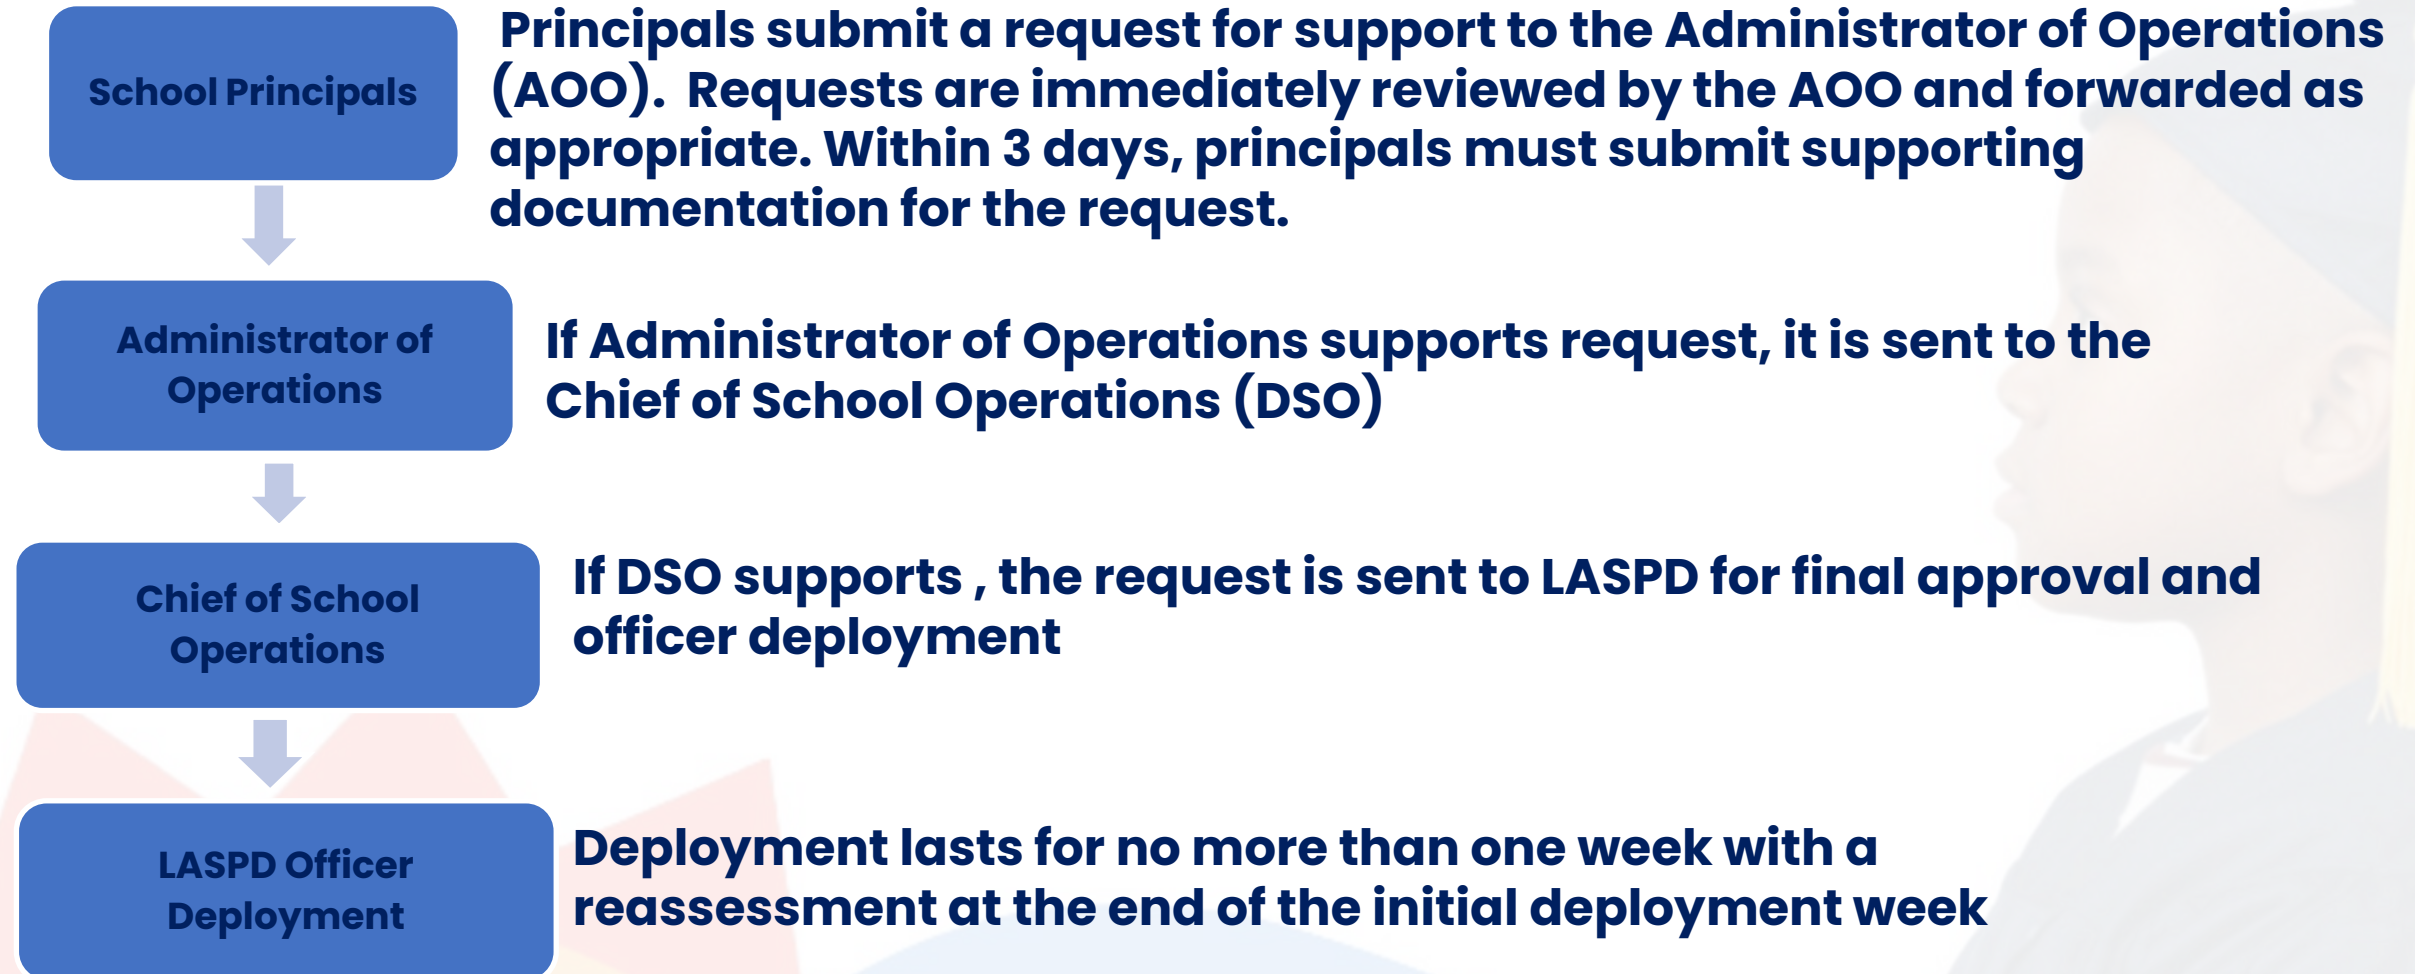 School Principals
Principals submit a request for support to the Administrator of Operations
(AOO).  Requests are immediately reviewed by the AOO and forwarded as
appropriate. Within 3 days, principals must submit supporting
documentation for the request.
Administrator of
Operations
If Administrator of Operations supports request, it is sent to the
Chief of School Operations (DSO)
Chief of School
Operations
If DSO supports , the request is sent to LASPD for final approval and
officer deployment
LASPD Officer
Deployment
Deployment lasts for no more than one week with a
reassessment at the end of the initial deployment week